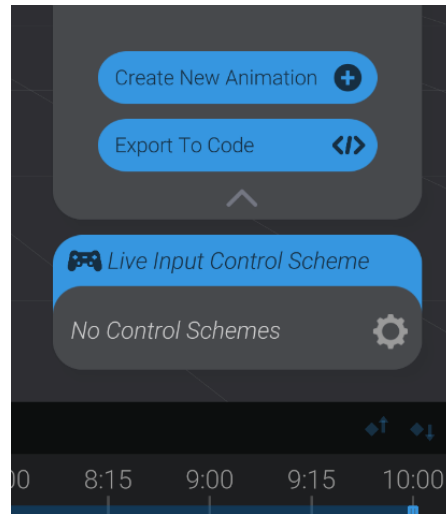 Create New Animation
Export To Code </>
Live Input Control Scheme
No Control Schemes
00 8:15 9:00 9:15 10:00